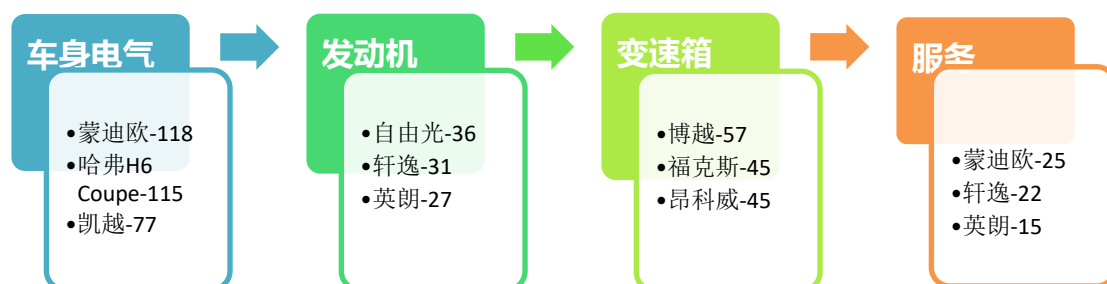 车身电气
•蒙迪欧-118
•哈弗H6
Coupe-115
•凯越-77
发动机
•自由光-36
•轩逸-31
•英朗-27
变速箱
•博越-57
•福克斯-45
•昂科威-45
服务
•蒙迪欧-25
•轩逸-22
•英朗-15